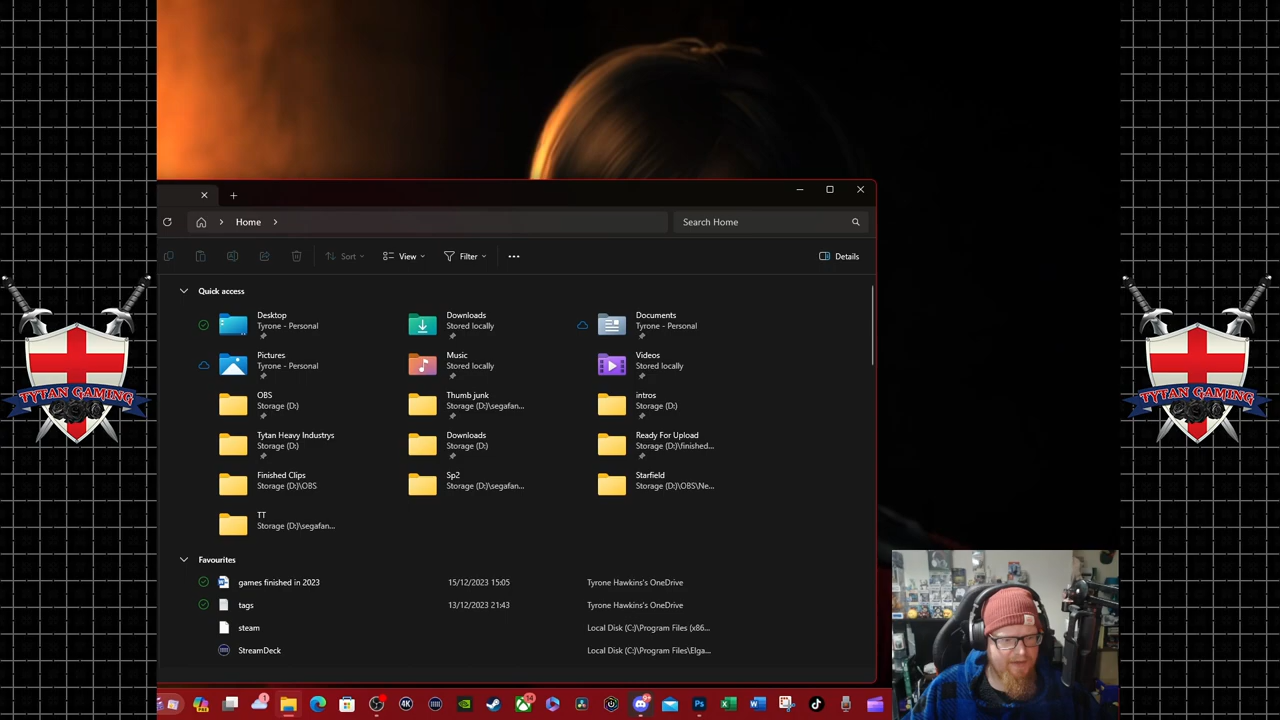 Home
Search Home
Sort
View
Filter
Details
Quick access
Desktop
Tyrone - Personal
Downloads
Stored locally
Documents
Tyrone - Personal
Pictures
Tyrone - Personal
Music
Stored locally
Videos
Stored locally
OBS
Storage (D:)
Thumb junk
Storage (D:)\segafan...
intros
Storage (D:)
Tytan Heavy Industrys
Storage (D:)
Downloads
Storage (D:)
Ready For Upload
Storage (D:)\finished...
Finished Clips
Storage (D:)\OBS
Sp2
Storage (D:)\segafan...
Starfield
Storage (D:)\OBS\Ne...
TT
Storage (D:)\segafan...
Favourites
games finished in 2023 15/12/2023 15:05 Tyrone Hawkins's OneDrive
tags 13/12/2023 21:43 Tyrone Hawkins's OneDrive
steam Local Disk (C:)\Program Files (x86...
StreamDeck Local Disk (C:)\Program Files\Elga...
TYTAN GAMING
TYTAN GAMING
PRE
4K
14
9+
Ps